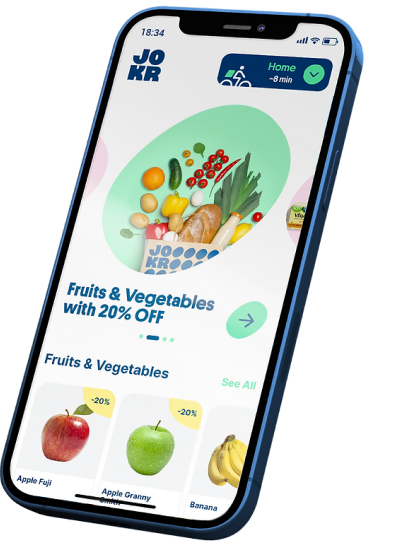 18:34
JO
KR
Home
~8 min
JO
KR
Fruits & Vegetables
with 20% OFF
Fruits & Vegetables
See All
-20%
-20%
Apple Fuji
Apple Granny
Smith
Banana